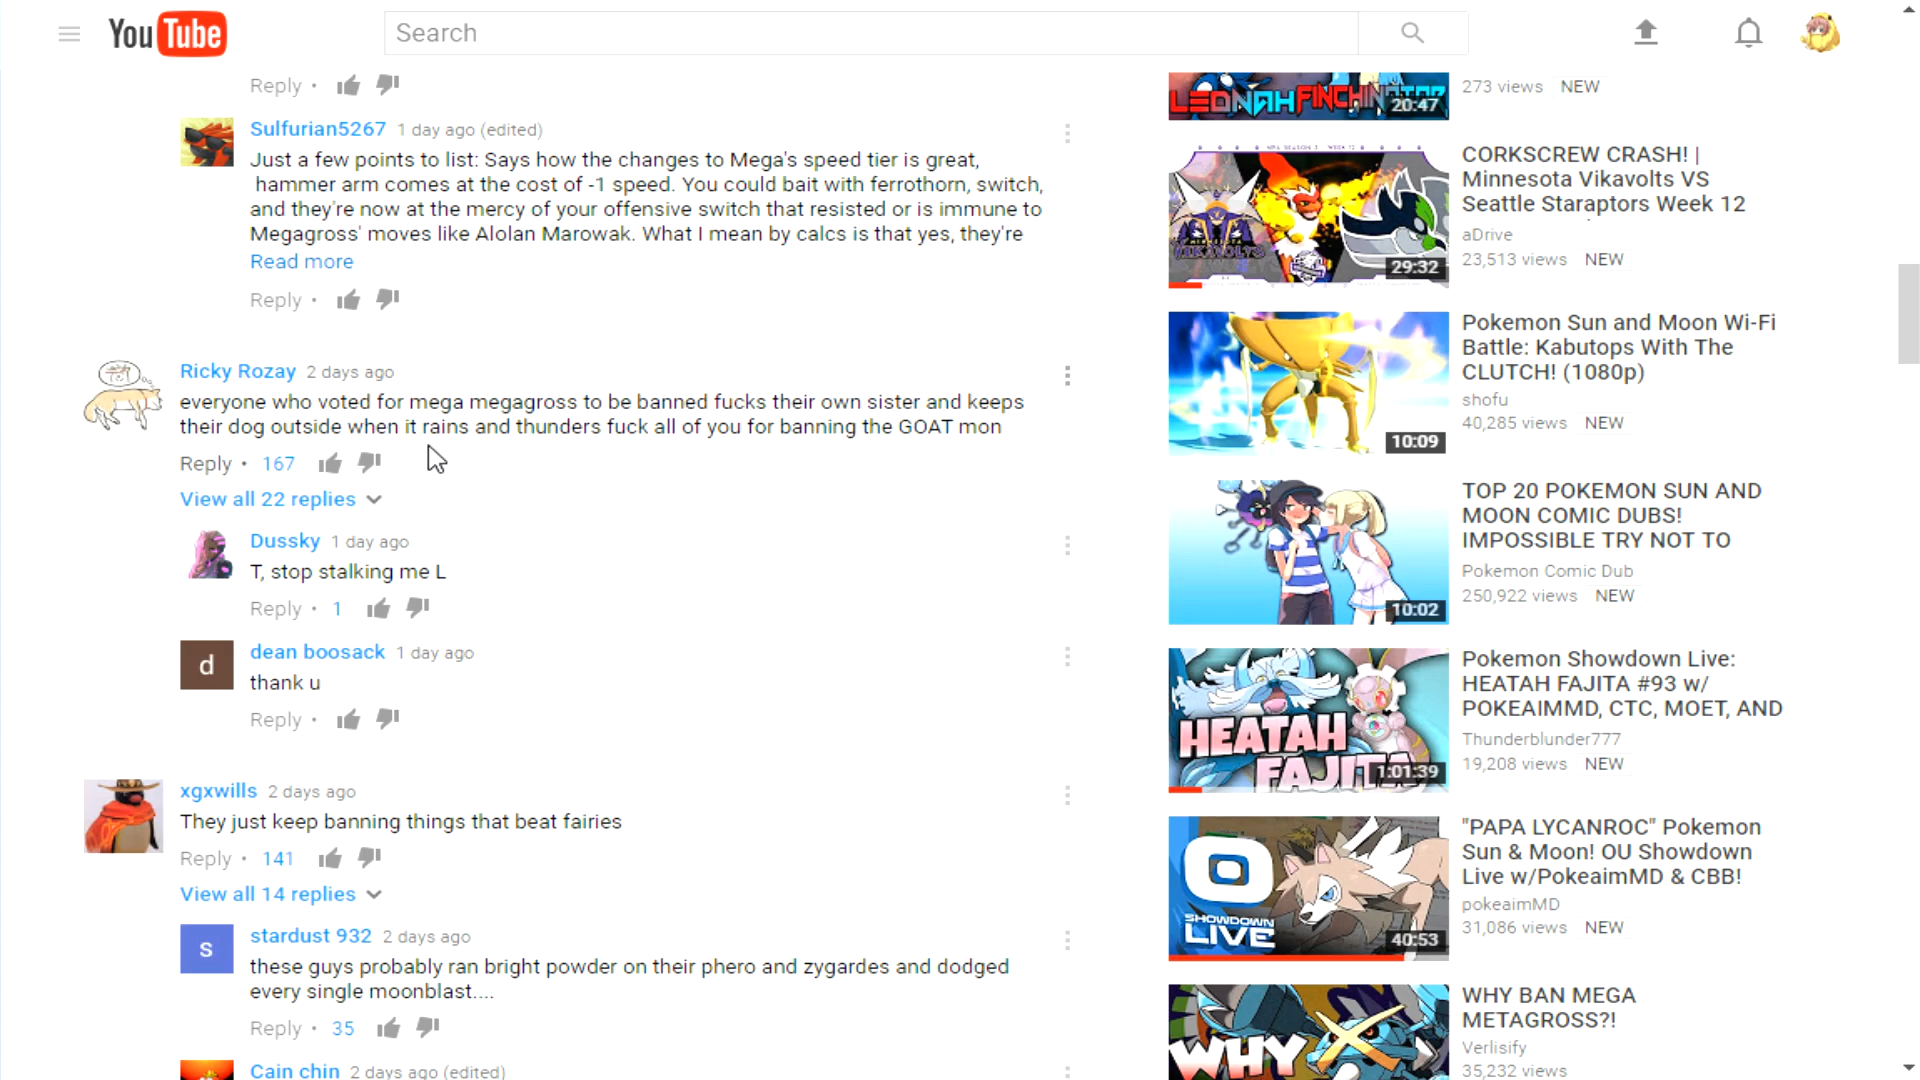 YouTube
Search
Reply •
Sulfurian5267 1 day ago (edited)
Just a few points to list: Says how the changes to Mega's speed tier is great,
hammer arm comes at the cost of -1 speed. You could bait with ferrothorn, switch,
and they're now at the mercy of your offensive switch that resisted or is immune to
Megagross' moves like Alolan Marowak. What I mean by calcs is that yes, they're
Read more
Reply •
Ricky Rozay 2 days ago
everyone who voted for mega megagross to be banned fucks their own sister and keeps
their dog outside when it rains and thunders fuck all of you for banning the GOAT mon
Reply • 167
View all 22 replies
Dussky 1 day ago
T, stop stalking me L
Reply • 1
d
dean boosack 1 day ago
thank u
Reply •
xgxwills 2 days ago
They just keep banning things that beat fairies
Reply • 141
View all 14 replies
s
stardust 932 2 days ago
these guys probably ran bright powder on their phero and zygardes and dodged
every single moonblast....
Reply • 35
Cain chin 2 days ago (edited)
LEONAH FINCHINATOR
20:47
273 views NEW
VIKAVOLTS
29:32
CORKSCREW CRASH! |
Minnesota Vikavolts VS
Seattle Staraptors Week 12
aDrive
23,513 views NEW
10:09
Pokemon Sun and Moon Wi-Fi
Battle: Kabutops With The
CLUTCH! (1080p)
shofu
40,285 views NEW
10:02
TOP 20 POKEMON SUN AND
MOON COMIC DUBS!
IMPOSSIBLE TRY NOT TO
Pokemon Comic Dub
250,922 views NEW
HEATAH
FAJITA
1:01:39
Pokemon Showdown Live:
HEATAH FAJITA #93 w/
POKEAIMMD, CTC, MOET, AND
Thunderblunder777
19,208 views NEW
O
SHOWDOWN
LIVE
40:53
"PAPA LYCANROC" Pokemon
Sun & Moon! OU Showdown
Live w/PokeaimMD & CBB!
pokeaimMD
31,086 views NEW
WHY
WHY BAN MEGA
METAGROSS?!
Verlisify
35,232 views